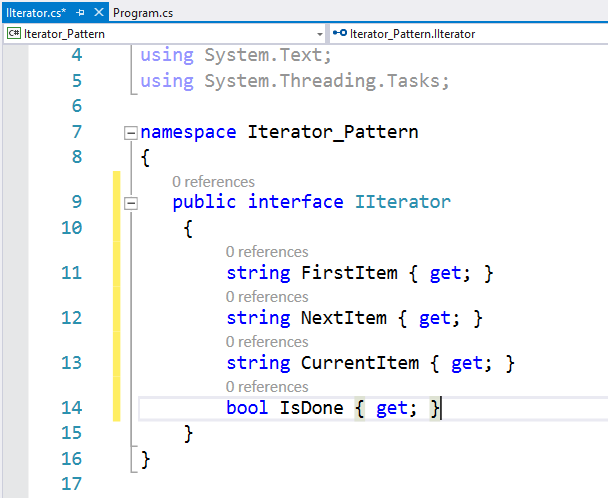 IIterator.cs* Program.cs
C# Iterator_Pattern Iterator_Pattern.IIterator
4 using System.Text;
5 using System.Threading.Tasks;
6
7 namespace Iterator_Pattern
8 {
0 references
9 public interface IIterator
10 {
0 references
11 string FirstItem { get; }
0 references
12 string NextItem { get; }
0 references
13 string CurrentItem { get; }
0 references
14 bool IsDone { get; }
15 }
16 }
17